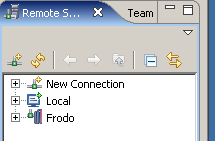 Remote S... Team
New Connection
Local
Frodo